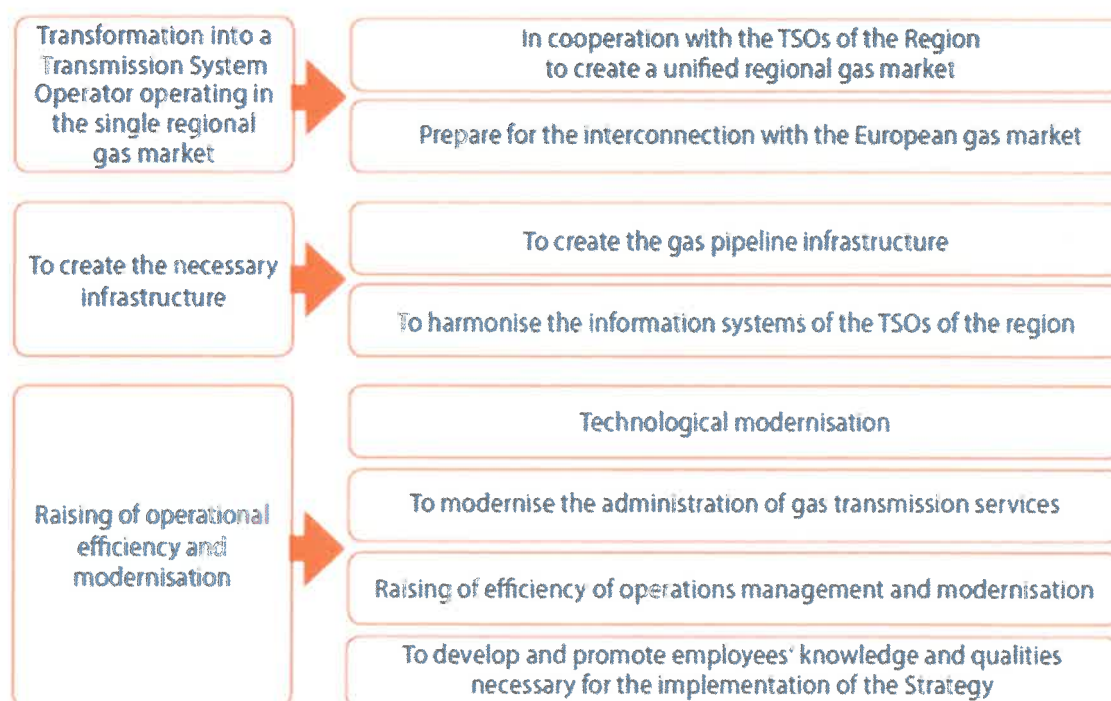 Transformation into a
Transmission System
Operator operating in
the single regional
gas market
In cooperation with the TSOs of the Region
to create a unified regional gas market
Prepare for the interconnection with the European gas market
To create the necessary
infrastructure
To create the gas pipeline infrastructure
To harmonise the information systems of the TSOs of the region
Raising of operational
efficiency and
modernisation
Technological modernisation
To modernise the administration of gas transmission services
Raising of efficiency of operations management and modernisation
To develop and promote employees' knowledge and qualities
necessary for the implementation of the Strategy